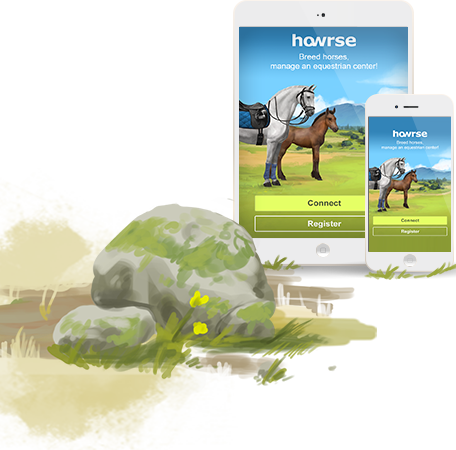 howrse
Breed horses,
manage an equestrian center!
Connect
Register
howrse
Breed horses,
manage an equestrian center!
Connect
Register